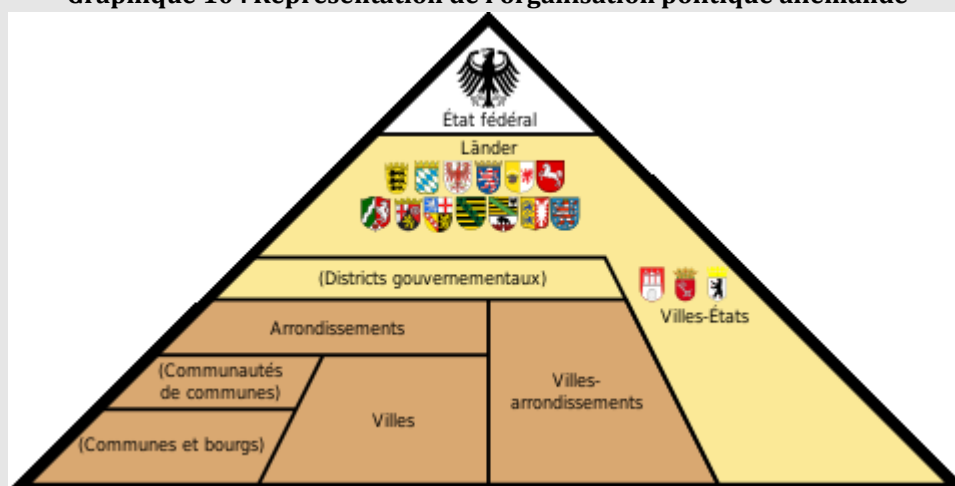 Graphique 10 : Représentation de l'organisation politique allemande
État fédéral
Länder
(Districts gouvernementaux)
Villes-États
Arrondissements
(Communautés
de communes)
Villes-
arrondissements
Villes
(Communes et bourgs)